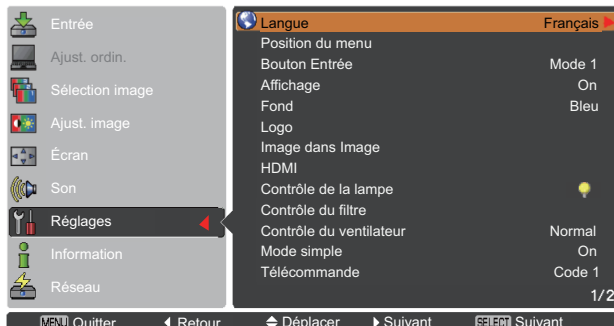 Entrée
Ajust. ordin.
Sélection image
Ajust. image
Écran
Son
Réglages
Information
Réseau
Langue Français
Position du menu
Bouton Entrée Mode 1
Affichage On
Fond Bleu
Logo
Image dans Image
HDMI
Contrôle de la lampe
Contrôle du filtre
Contrôle du ventilateur Normal
Mode simple On
Télécommande Code 1
1/2
MENU Quitter Retour Déplacer Suivant SELECT Suivant